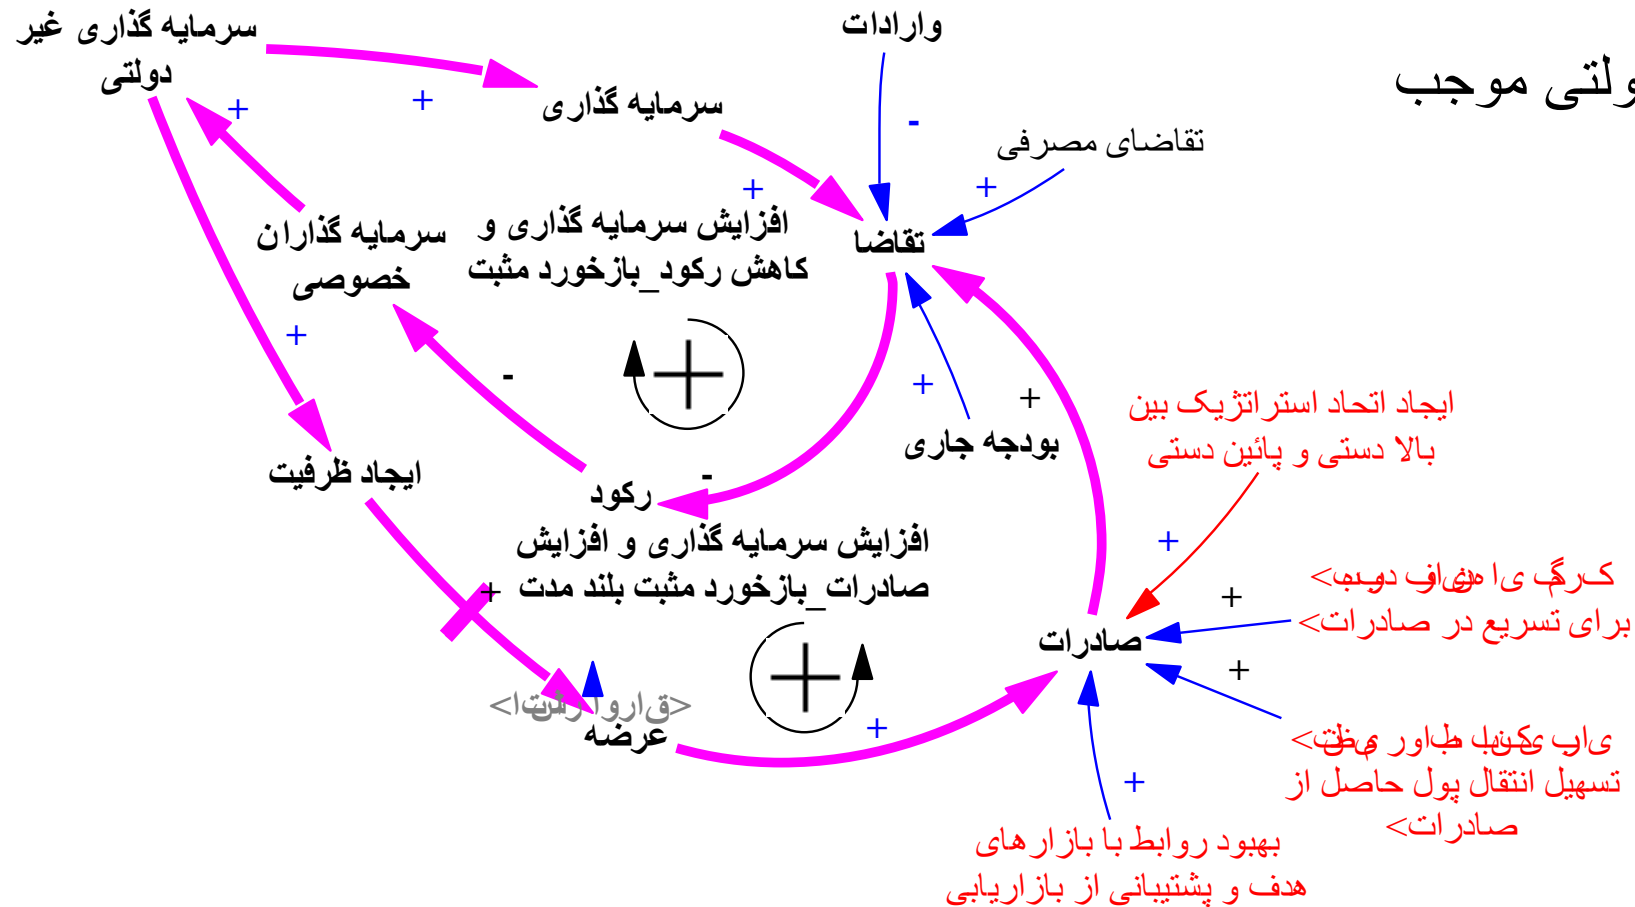 سرمایه گذاری غیر
دولتی
وارادات
ولتی موجب
سرمایه گذاری
تقاضای مصرفی
+
+
-
+
+
سرمایه گذاران
خصوصی
افزایش سرمایه گذاری و
کاهش رکود_بازخورد مثبت
تقاضا
+
-
+
+
ایجاد اتحاد استراتژیک بین
بالا دستی و پائین دستی
بودجه جاری
ایجاد ظرفیت
-
رکود
افزایش سرمایه گذاری و افزایش
صادرات_بازخورد مثبت بلند مدت
+
+
+
برای تسریع در صادرات>
صادرات
+
عرضه
+
تسهیل انتقال پول حاصل از
صادرات>
+
بهبود روابط با بازارهای
هدف و پشتیبانی از بازاریابی